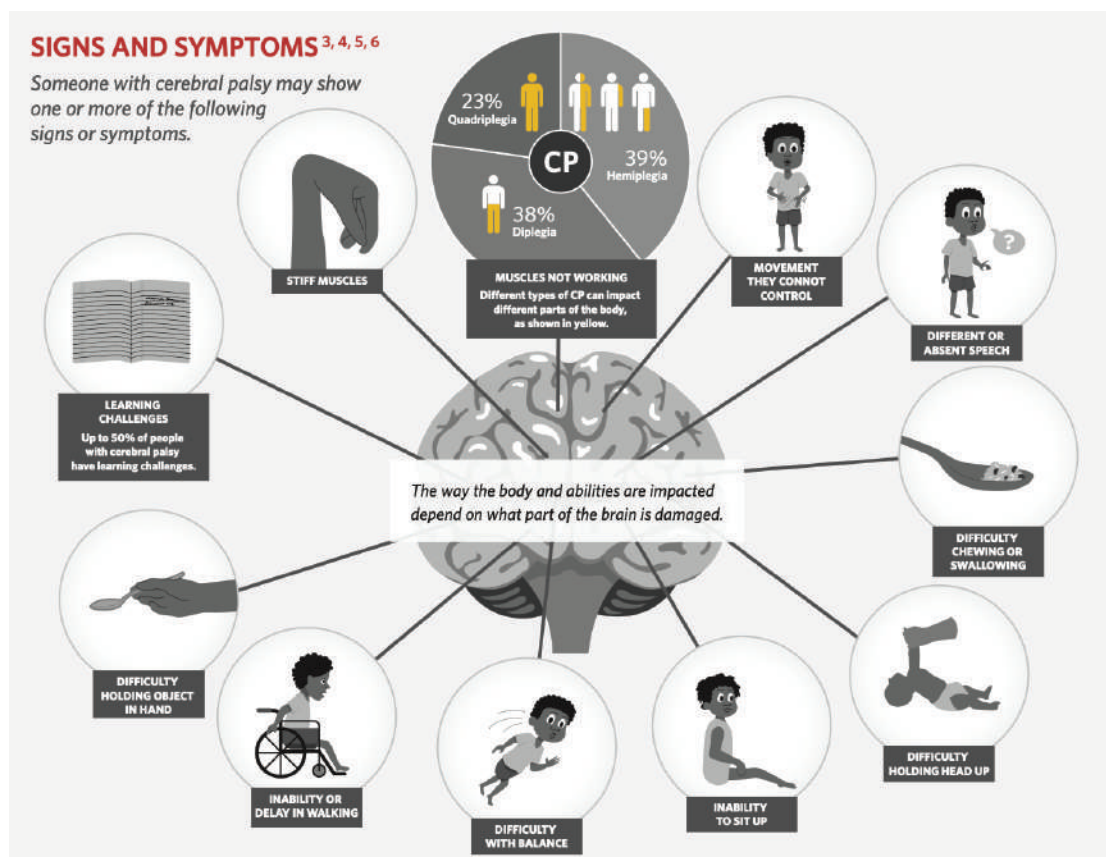 SIGNS AND SYMPTOMS 3, 4, 5, 6
Someone with cerebral palsy may show
one or more of the following
signs or symptoms.
23%
Quadriplegia
CP
39%
Hemiplegia
38%
Diplegia
STIFF MUSCLES
MUSCLES NOT WORKING
Different types of CP can impact
different parts of the body,
as shown in yellow.
MOVEMENT
THEY CONNOT
CONTROL
?
DIFFERENT OR
ABSENT SPEECH
LEARNING
CHALLENGES
Up to 50% of people
with cerebral palsy
have learning challenges.
The way the body and abilities are impacted
depend on what part of the brain is damaged.
DIFFICULTY
CHEWING OR
SWALLOWING
DIFFICULTY
HOLDING OBJECT
IN HAND
INABILITY OR
DELAY IN WALKING
DIFFICULTY
WITH BALANCE
INABILITY
TO SIT UP
DIFFICULTY
HOLDING HEAD UP